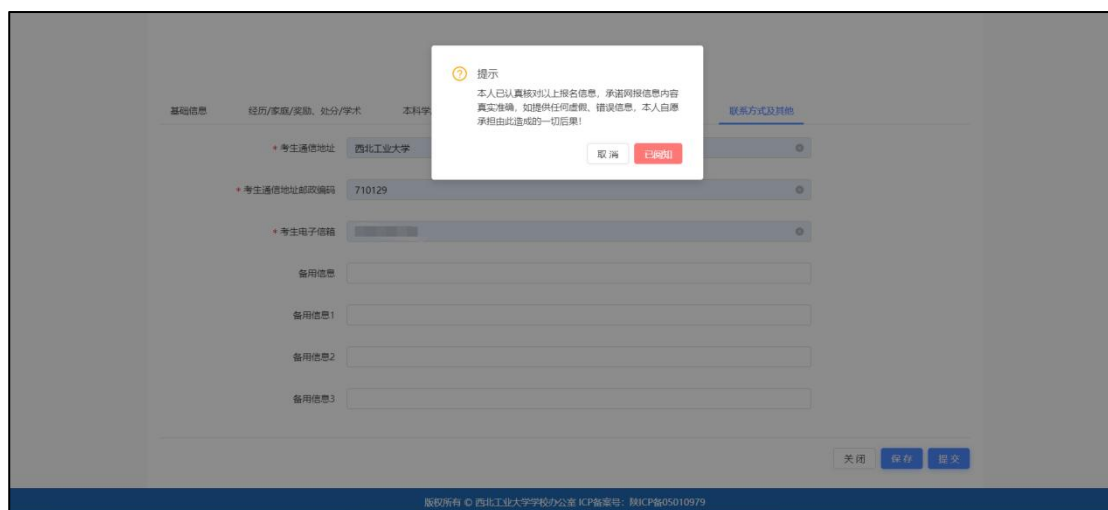 提示
本人已认真核对以上报名信息，承诺网报信息内容
真实准确，如提供任何虚假、错误信息，本人自愿
承担由此造成的一切后果！
取 消 已阅知
基础信息 经历/家庭/奖励、处分/学术 本科学 联系方式及其他
* 考生通信地址 西北工业大学
* 考生通信地址邮政编码 710129
* 考生电子信箱
备用信息
备用信息1
备用信息2
备用信息3
关 闭 保 存 提 交
版权所有 © 西北工业大学学校办公室 ICP备案号：陕ICP备05010979